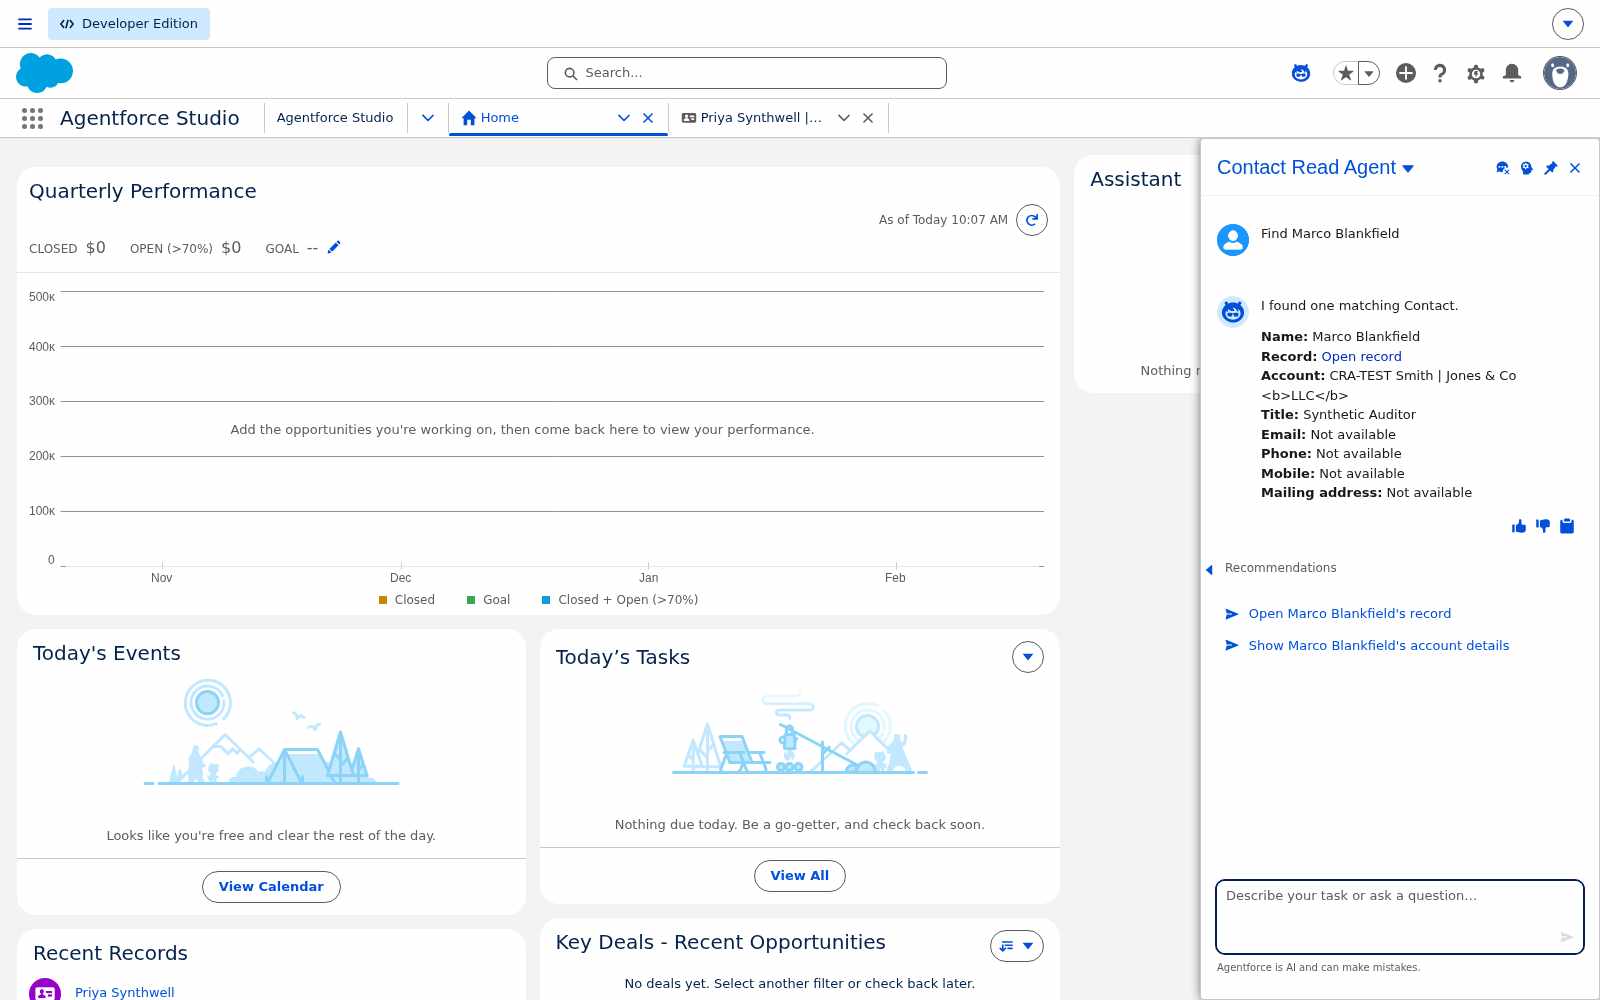 Developer Edition
Search...
Agentforce Studio
Agentforce Studio
Home
Priya Synthwell |...
Quarterly Performance
As of Today 10:07 AM
CLOSED $0 OPEN (>70%) $0 GOAL --
500K
400K
300K
Add the opportunities you're working on, then come back here to view your performance.
200K
100K
0
Nov Dec Jan Feb
Closed Goal Closed + Open (>70%)
Today's Events
Looks like you're free and clear the rest of the day.
View Calendar
Today’s Tasks
Nothing due today. Be a go-getter, and check back soon.
View All
Recent Records
Priya Synthwell
Key Deals - Recent Opportunities
No deals yet. Select another filter or check back later.
Assistant
Nothing
Contact Read Agent
Find Marco Blankfield
I found one matching Contact.
Name: Marco Blankfield
Record: Open record
Account: CRA-TEST Smith | Jones & Co
<b>LLC</b>
Title: Synthetic Auditor
Email: Not available
Phone: Not available
Mobile: Not available
Mailing address: Not available
Recommendations
Open Marco Blankfield's record
Show Marco Blankfield's account details
Describe your task or ask a question...
Agentforce is AI and can make mistakes.